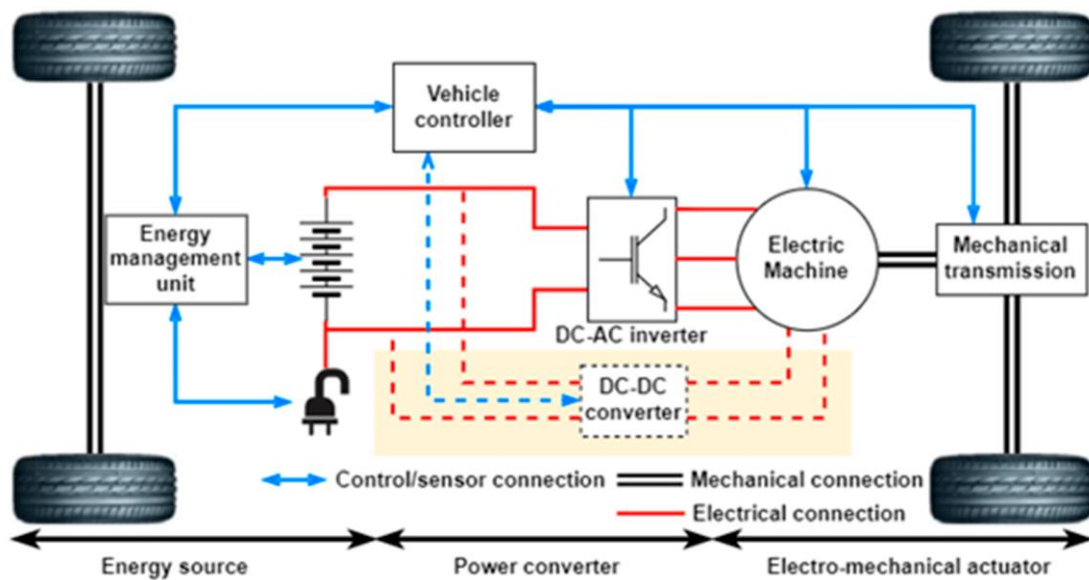 Vehicle
controller
Energy
management
unit
Electric
Machine
Mechanical
transmission
DC-AC inverter
DC-DC
converter
Control/sensor connection
Mechanical connection
Electrical connection
Energy source
Power converter
Electro-mechanical actuator